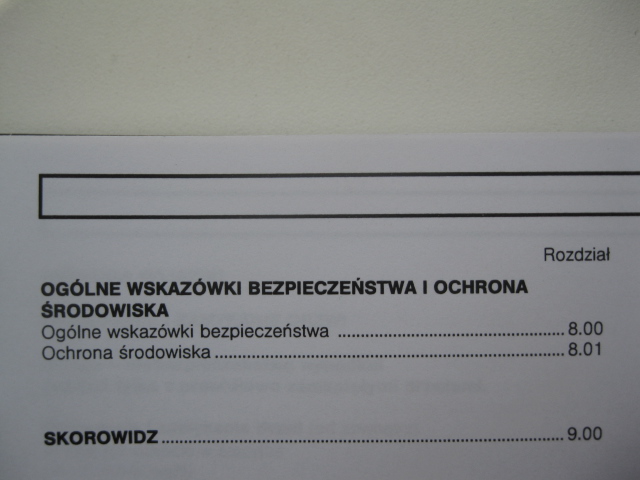 Rozdział
OGÓLNE WSKAZÓWKI BEZPIECZEŃSTWA I OCHRONA
ŚRODOWISKA
Ogólne wskazówki bezpieczeństwa ........................................ 8.00
Ochrona środowiska ............................................................ 8.01
SKOROWIDZ ..................................................................... 9.00